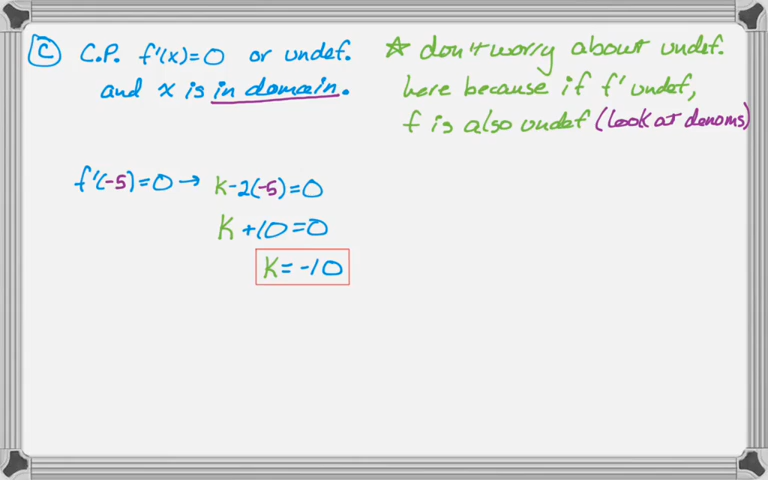 C C.P. f'(x)=0 or undef.
and x is in domain.
☆ don't worry about undef.
here because if f' undef,
f is also undef (look at denoms)
f'(-5)=0 → K-2(-5)=0
K+10=0
K=-10